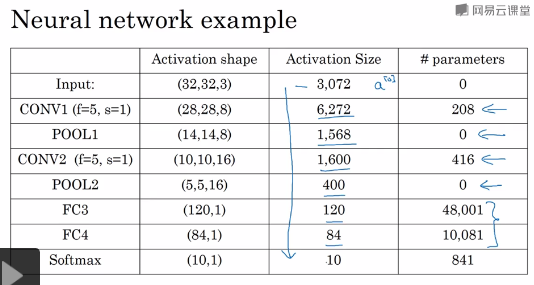 网易云课堂
Neural network example
Activation shape Activation Size # parameters
Input: (32,32,3) 3,072 a[0] 0
CONV1 (f=5, s=1) (28,28,8) 6,272 208
POOL1 (14,14,8) 1,568 0
CONV2 (f=5, s=1) (10,10,16) 1,600 416
POOL2 (5,5,16) 400 0
FC3 (120,1) 120 48,001
FC4 (84,1) 84 10,081
Softmax (10,1) 10 841